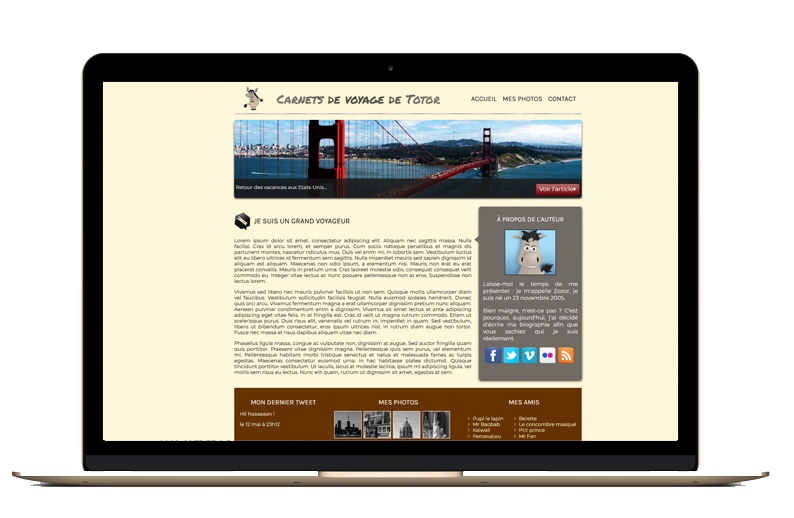 Carnets de voyage de Totor
ACCUEIL MES PHOTOS CONTACT
Retour des vacances aux Etats-Unis...
Voir l'article
JE SUIS UN GRAND VOYAGEUR
Lorem ipsum dolor sit amet, consectetur adipiscing elit. Aliquam nec sagittis massa. Nulla
facilisi. Cras id arcu lorem, et semper purus. Cum sociis natoque penatibus et magnis dis
parturient montes, nascetur ridiculus mus. Duis vel enim mi, in lobortis sem. Vestibulum luctus
elit eu libero ultrices id fermentum sem sagittis. Nulla imperdiet mauris sed sapien dignissim id
aliquam est aliquam. Maecenas non odio ipsum, a elementum nisi. Mauris non erat eu erat
placerat convallis. Mauris in pretium urna. Cras laoreet molestie odio, consequat consequat velit
commodo eu. Integer vitae lectus ac nunc posuere pellentesque non at eros. Suspendisse non
lectus lorem.
Vivamus sed libero nec mauris pulvinar facilisis ut non sem. Quisque mollis ullamcorper diam
vel faucibus. Vestibulum sollicitudin facilisis feugiat. Nulla euismod sodales hendrerit. Donec
quis orci arcu. Vivamus fermentum magna a erat ullamcorper dignissim pretium nunc aliquam.
Aenean pulvinar condimentum enim a dignissim. Vivamus sit amet lectus at ante adipiscing
adipiscing eget vitae felis. In at fringilla est. Cras id velit ut magna rutrum commodo. Etiam ut
scelerisque purus. Duis risus elit, venenatis vel rutrum in, imperdiet in quam. Sed vestibulum,
libero ut bibendum consectetur, eros ipsum ultrices nisl, in rutrum diam augue non tortor.
Fusce nec massa et risus dapibus aliquam vitae nec diam.
Phasellus ligula massa, congue ac vulputate non, dignissim at augue. Sed auctor fringilla quam
quis porttitor. Praesent vitae dignissim magna. Pellentesque quis sem purus, vel elementum
mi. Pellentesque habitant morbi tristique senectus et netus et malesuada fames ac turpis
egestas. Maecenas consectetur euismod urna. In hac habitasse platea dictumst. Quisque
tincidunt porttitor vestibulum. Ut iaculis, lacus at molestie lacinia, ipsum mi adipiscing ligula, vel
mollis sem risus eu lectus. Nunc elit quam, rutrum ut dignissim sit amet, egestas at sem.
À PROPOS DE L'AUTEUR
Laisse-moi le temps de me
présenter : je m'appelle Zozor, je
suis né un 23 novembre 2005.
Bien maigre, n'est-ce pas ? C'est
pourquoi, aujourd'hui, j'ai décidé
d'écrire ma biographie afin que
vous sachiez qui je suis
réellement.
MON DERNIER TWEET
Hii haaaaaan !
le 12 mai à 23h12
MES PHOTOS
MES AMIS
Pupi le lapin
Mr Baobab
Kaiwaii
Perceval.eu
Belette
Le concombre masqué
Ptit prince
Mr Fan